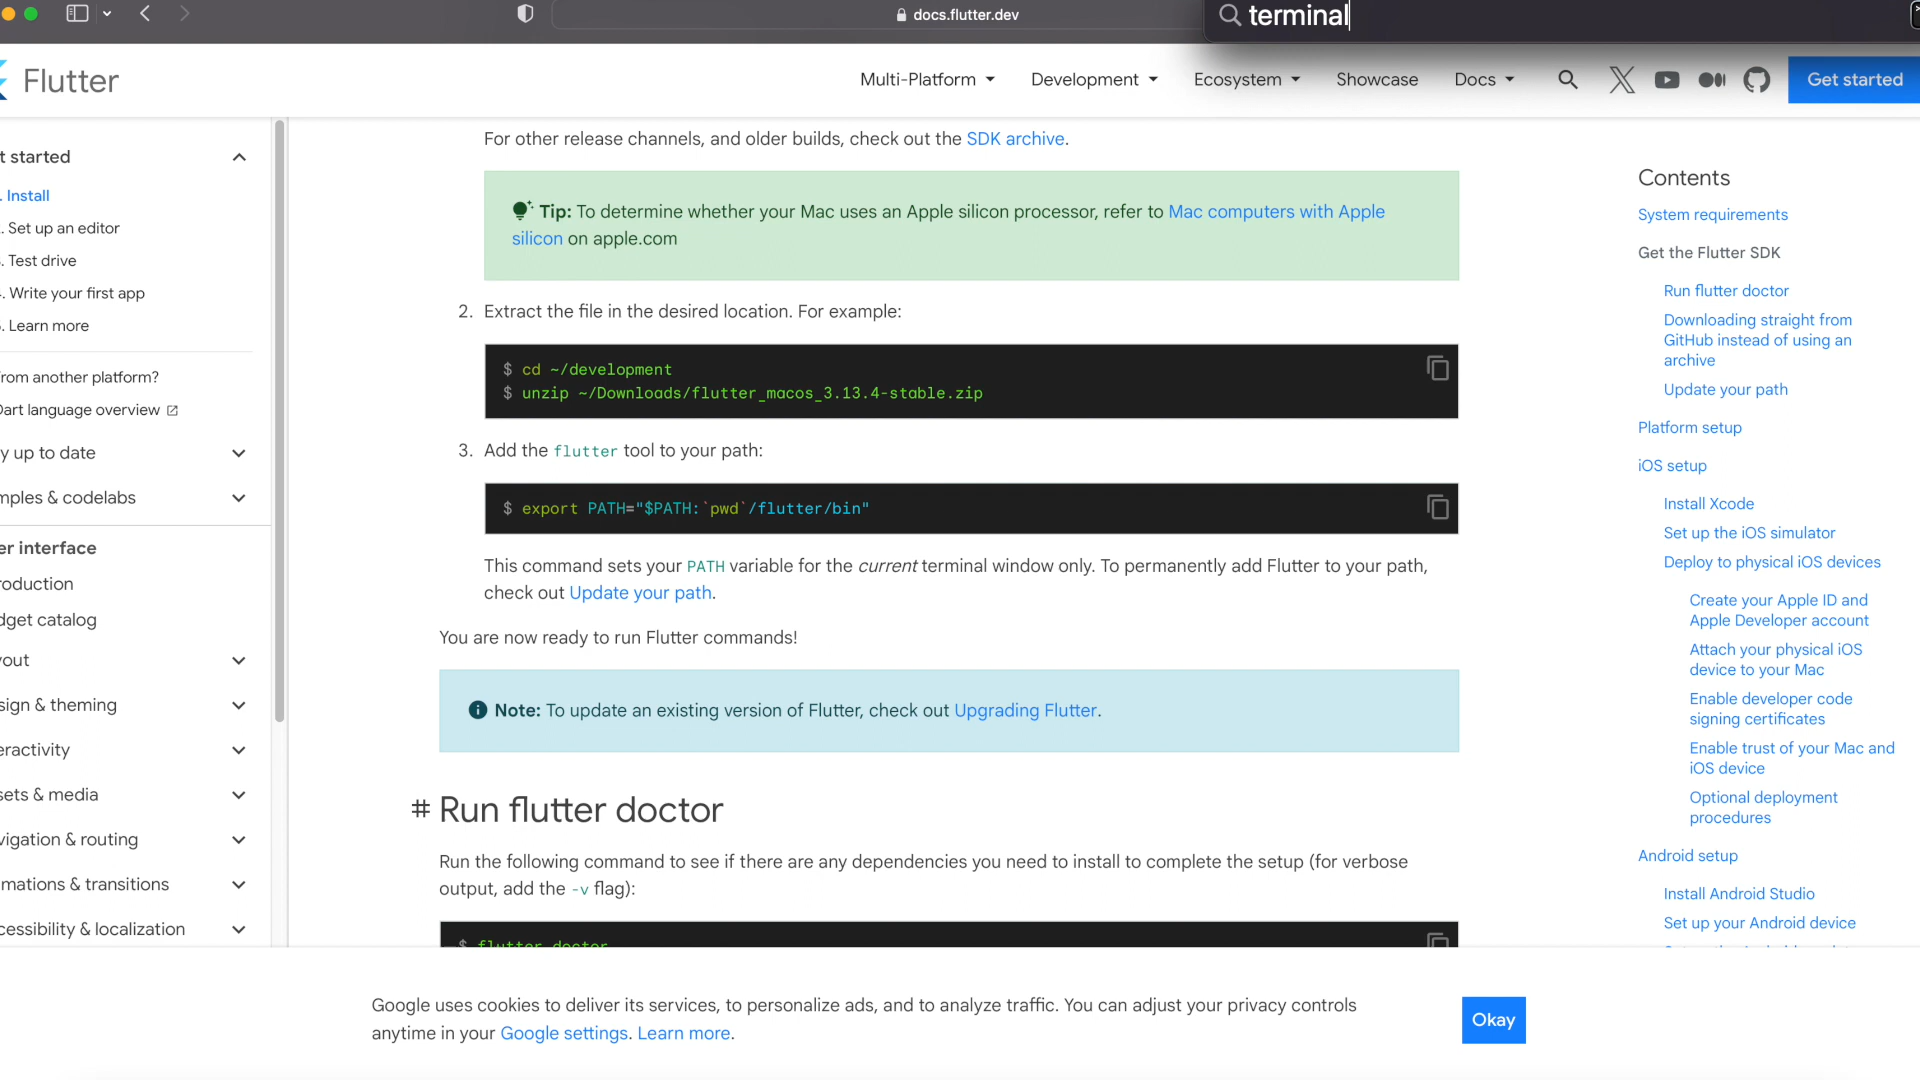 docs.flutter.dev
terminal
Flutter
Multi-Platform
Development
Ecosystem
Showcase
Docs
Get started
t started
. Install
. Set up an editor
. Test drive
. Write your first app
. Learn more
rom another platform?
Dart language overview
y up to date
mples & codelabs
er interface
roduction
dget catalog
yout
sign & theming
eractivity
sets & media
vigation & routing
mations & transitions
cessibility & localization
For other release channels, and older builds, check out the SDK archive.
Tip: To determine whether your Mac uses an Apple silicon processor, refer to Mac computers with Apple
silicon on apple.com
2. Extract the file in the desired location. For example:
$ cd ~/development
$ unzip ~/Downloads/flutter_macos_3.13.4-stable.zip
3. Add the flutter tool to your path:
$ export PATH="$PATH:`pwd`/flutter/bin"
This command sets your PATH variable for the current terminal window only. To permanently add Flutter to your path,
check out Update your path.
You are now ready to run Flutter commands!
Note: To update an existing version of Flutter, check out Upgrading Flutter.
# Run flutter doctor
Run the following command to see if there are any dependencies you need to install to complete the setup (for verbose
output, add the -v flag):
$ flutter doctor
Contents
System requirements
Get the Flutter SDK
Run flutter doctor
Downloading straight from
GitHub instead of using an
archive
Update your path
Platform setup
iOS setup
Install Xcode
Set up the iOS simulator
Deploy to physical iOS devices
Create your Apple ID and
Apple Developer account
Attach your physical iOS
device to your Mac
Enable developer code
signing certificates
Enable trust of your Mac and
iOS device
Optional deployment
procedures
Android setup
Install Android Studio
Set up your Android device
Google uses cookies to deliver its services, to personalize ads, and to analyze traffic. You can adjust your privacy controls
anytime in your Google settings. Learn more.
Okay